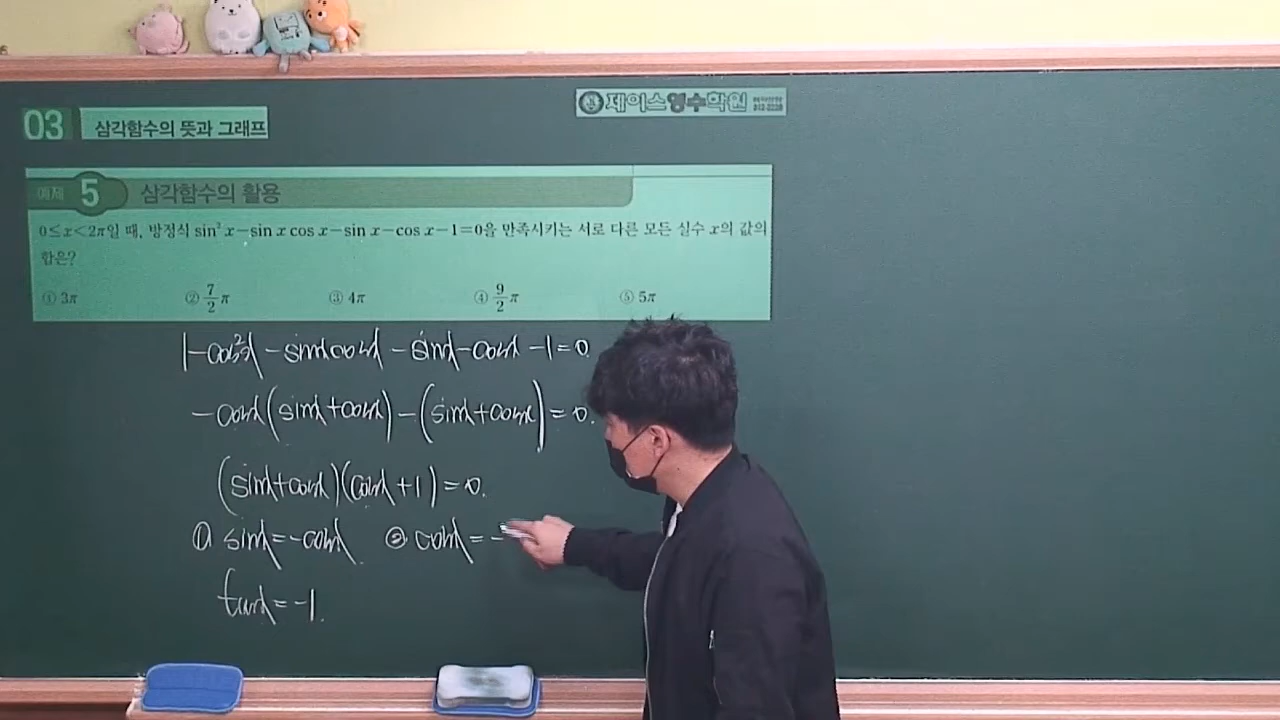 제이스영수학원
03 삼각함수의 뜻과 그래프
예제 5 삼각함수의 활용
0≤x<2π일 때, 방정식 sin²x−sin x cos x−sin x−cos x−1=0을 만족시키는 서로 다른 모든 실수 x의 값의
합은?
① 3π ② 7/2 π ③ 4π ④ 9/2 π ⑤ 5π
1−cos²x −sinx cosx −sinx−cosx −1=0.
−cosx(sinx+cosx)−(sinx+cosx)=0.
(sinx+cosx)(cosx+1)=0.
① sinx=−cosx ② cosx=−
tanx=−1.